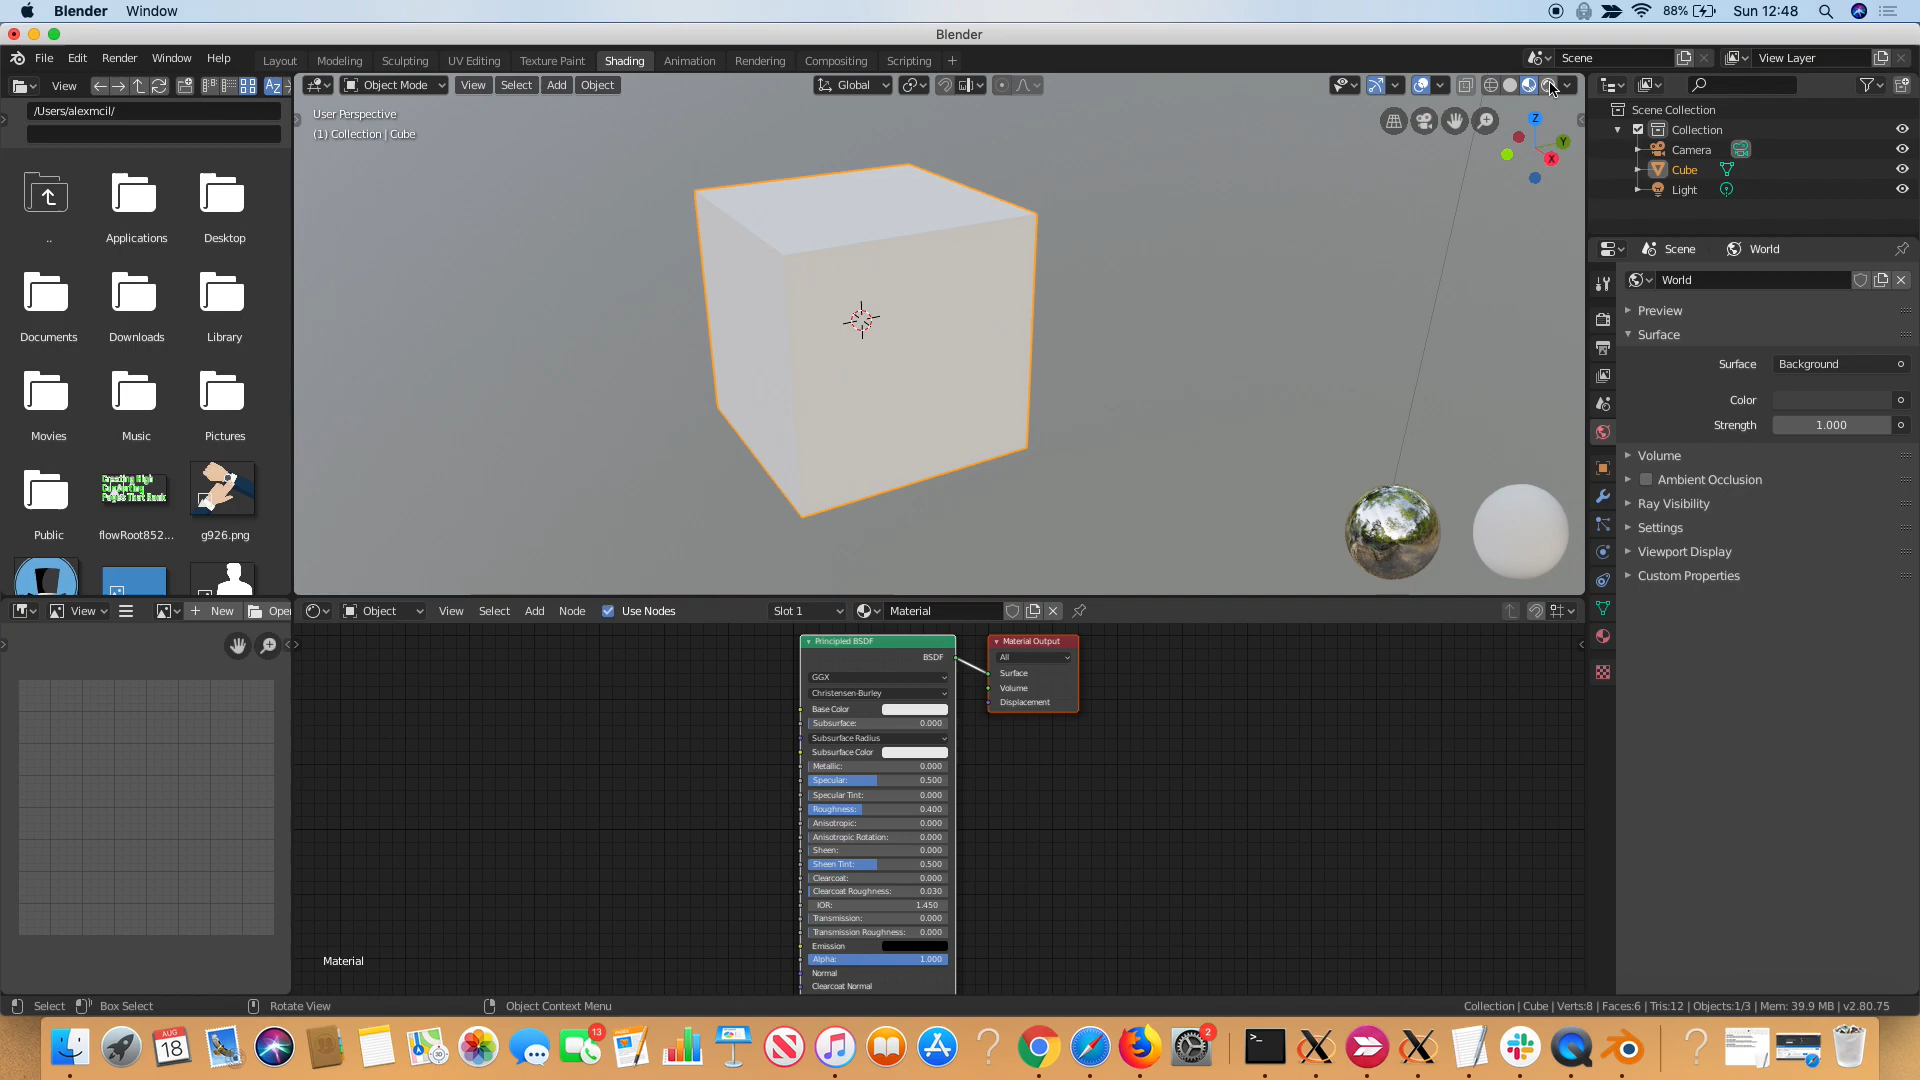 Blender Window 88% Sun 12:48
Blender
File Edit Render Window Help Layout Modeling Sculpting UV Editing Texture Paint Shading Animation Rendering Compositing Scripting + Scene View Layer
View Object Mode View Select Add Object Global
/Users/alexmcil/
User Perspective
(1) Collection | Cube
Z
Y
X
Scene Collection
Collection
Camera
Cube
Light
.. Applications Desktop
Documents Downloads Library
Movies Music Pictures
Creating High
Converting
Public flowRoot852... g926.png
Scene World
World
Preview
Surface
Surface Background
Color
Strength 1.000
Volume
Ambient Occlusion
Ray Visibility
Settings
Viewport Display
Custom Properties
View New Open
Object View Select Add Node Use Nodes Slot 1 Material
Principled BSDF
BSDF
GGX
Christensen-Burley
Base Color
Subsurface: 0.000
Subsurface Radius
Subsurface Color
Metallic: 0.000
Specular: 0.500
Specular Tint: 0.000
Roughness: 0.400
Anisotropic: 0.000
Anisotropic Rotation: 0.000
Sheen: 0.000
Sheen Tint: 0.500
Clearcoat: 0.000
Clearcoat Roughness: 0.030
IOR: 1.450
Transmission: 0.000
Transmission Roughness: 0.000
Emission
Alpha: 1.000
Normal
Clearcoat Normal
Material Output
All
Surface
Volume
Displacement
Material
Select Box Select Rotate View Object Context Menu Collection | Cube | Verts:8 | Faces:6 | Tris:12 | Objects:1/3 | Mem: 39.9 MB | v2.80.75
AUG
18
13
2